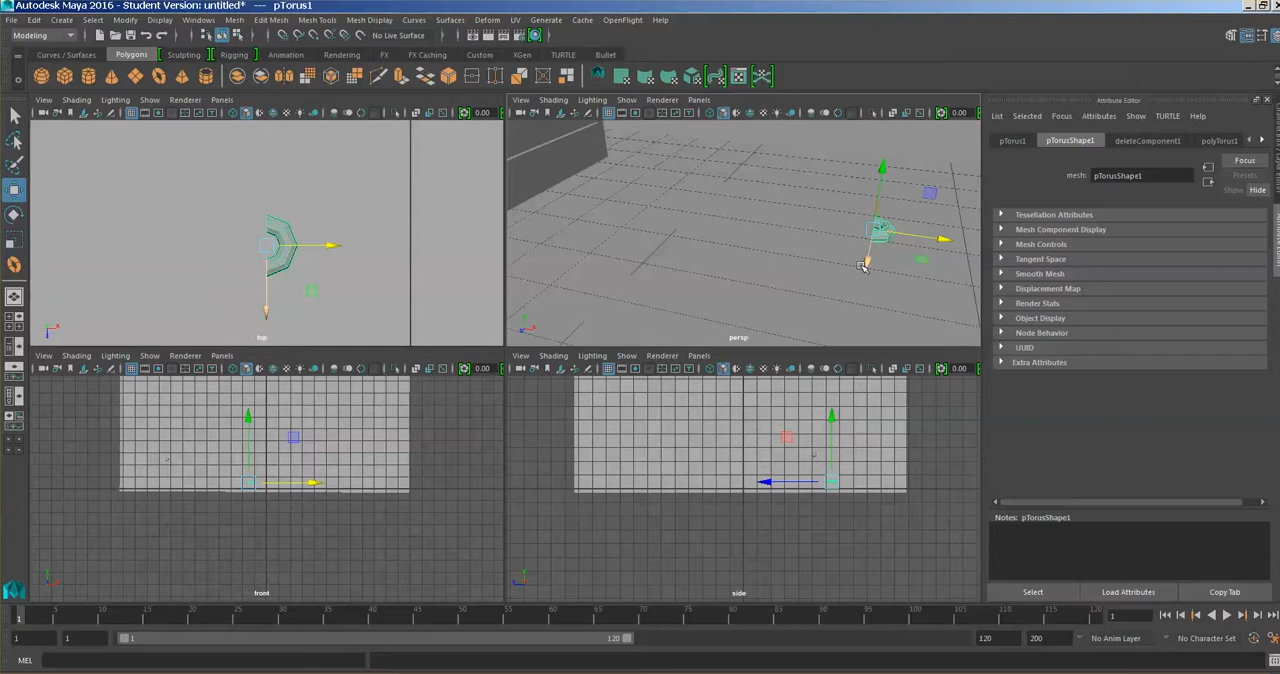 Autodesk Maya 2016 - Student Version: untitled* --- pTorus1
File Edit Create Select Modify Display Windows Mesh Edit Mesh Mesh Tools Mesh Display Curves Surfaces Deform UV Generate Cache OpenFlight Help
Modeling No Live Surface
Curves / Surfaces Polygons Sculpting Rigging Animation Rendering FX FX Caching Custom XGen TURTLE Bullet
View Shading Lighting Show Renderer Panels
View Shading Lighting Show Renderer Panels
Attribute Editor
0.00
0.00
List Selected Focus Attributes Show TURTLE Help
pTorus1 pTorusShape1 deleteComponent1 polyTorus1
mesh: pTorusShape1
Focus
Presets
Show Hide
Tessellation Attributes
Mesh Component Display
Mesh Controls
Tangent Space
Smooth Mesh
Displacement Map
Render Stats
Object Display
Node Behavior
UUID
Extra Attributes
top
persp
View Shading Lighting Show Renderer Panels
View Shading Lighting Show Renderer Panels
0.00
0.00
front
side
Notes: pTorusShape1
Select Load Attributes Copy Tab
5 10 15 20 25 30 35 40 45 50 55 60 65 70 75 80 85 90 95 100 105 110 115 120
1
1
1 1 1 120 120 200 No Anim Layer No Character Set
MEL